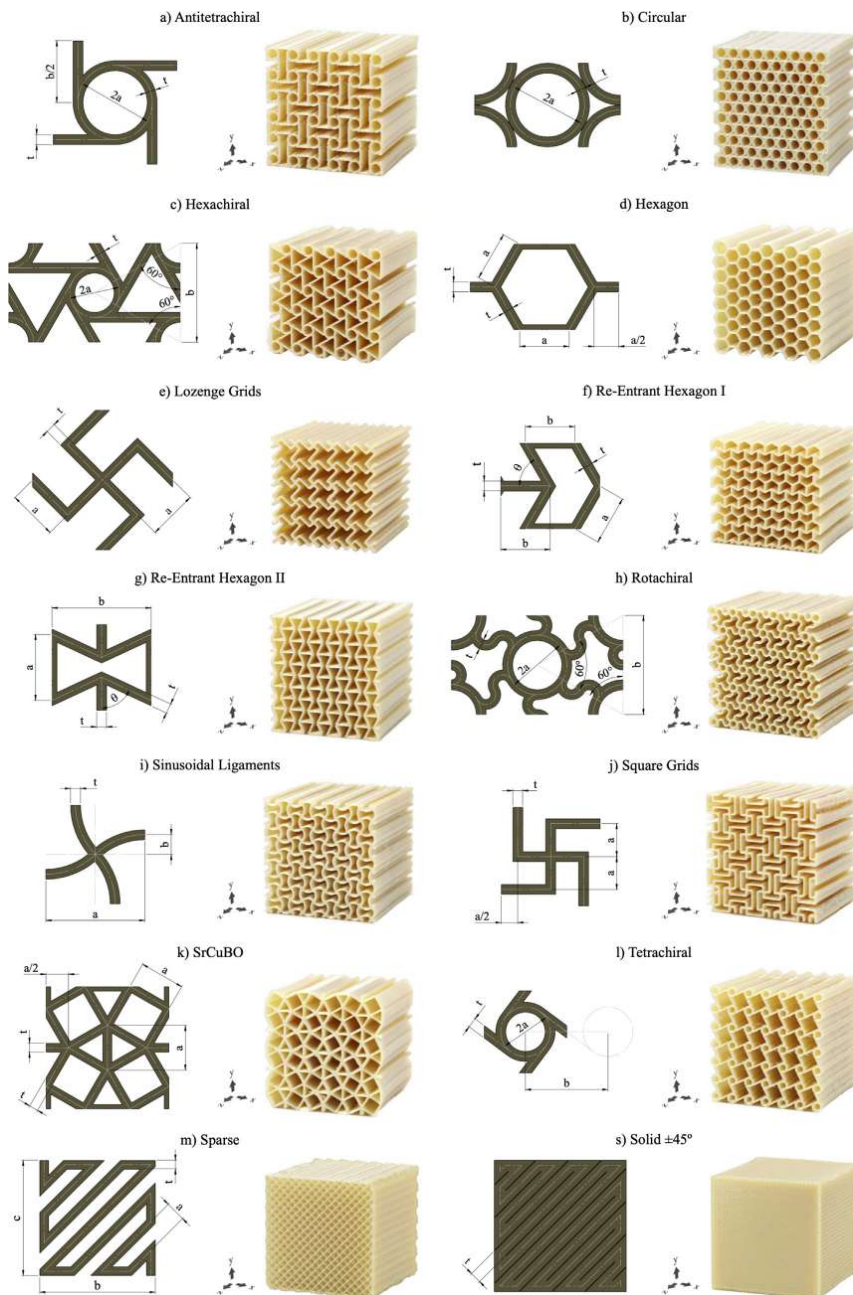 a) Antitetrachiral
b) Circular
b/2
2a
t
t
y
z
x
2a
t
y
z
x
c) Hexachiral
d) Hexagon
t
2a
60°
60°
b
y
z
x
a
t
t
a
a/2
y
z
x
e) Lozenge Grids
f) Re-Entrant Hexagon I
t
a
a
y
z
x
b
t
θ
t
a
b
y
z
x
g) Re-Entrant Hexagon II
h) Rotachiral
b
a
θ
t
t
y
z
x
t
2a
60°
60°
b
y
z
x
i) Sinusoidal Ligaments
j) Square Grids
t
b
a
y
z
x
t
a
a
a/2
y
z
x
k) SrCuBO
l) Tetrachiral
a/2
a
t
a
t
y
z
x
t
2a
b
y
z
x
m) Sparse
s) Solid ±45º
t
c
a
b
y
z
x
t
y
z
x